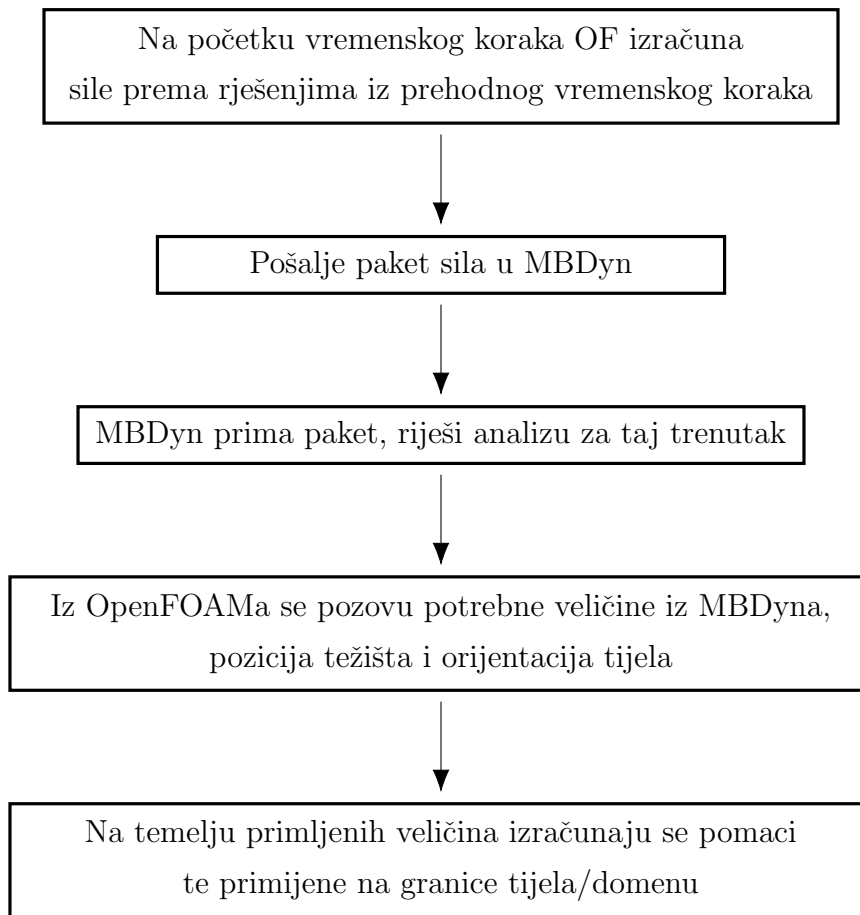 Na početku vremenskog koraka OF izračuna
sile prema rješenjima iz prehodnog vremenskog koraka
Pošalje paket sila u MBDyn
MBDyn prima paket, riješi analizu za taj trenutak
Iz OpenFOAMa se pozovu potrebne veličine iz MBDyna,
pozicija težišta i orijentacija tijela
Na temelju primljenih veličina izračunaju se pomaci
te primijene na granice tijela/domenu